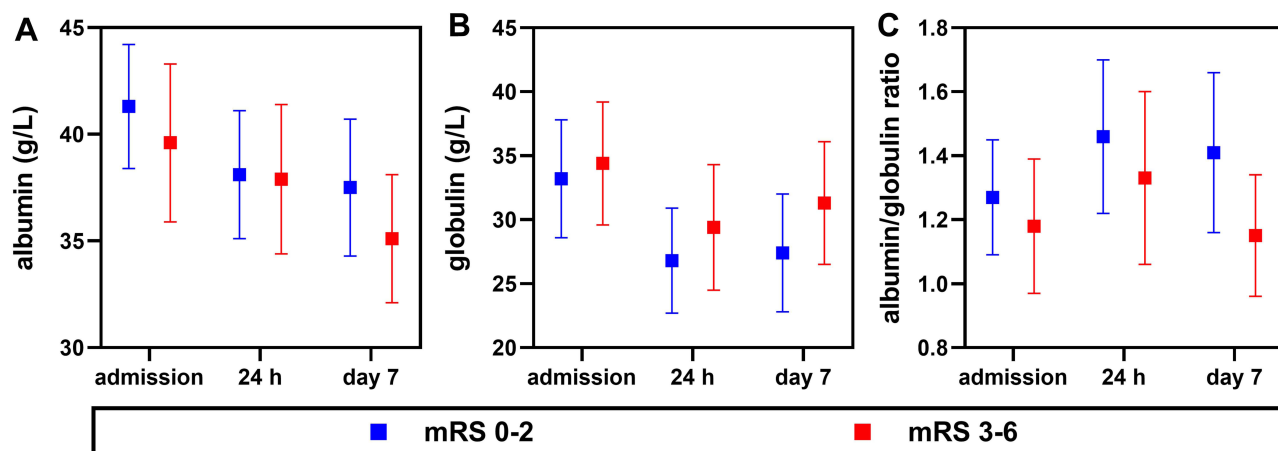 A
albumin (g/L)
45
40
35
30
admission
24 h
day 7
B
globulin (g/L)
45
40
35
30
25
20
admission
24 h
day 7
C
albumin/globulin ratio
1.8
1.6
1.4
1.2
1.0
0.8
admission
24 h
day 7
mRS 0-2
mRS 3-6